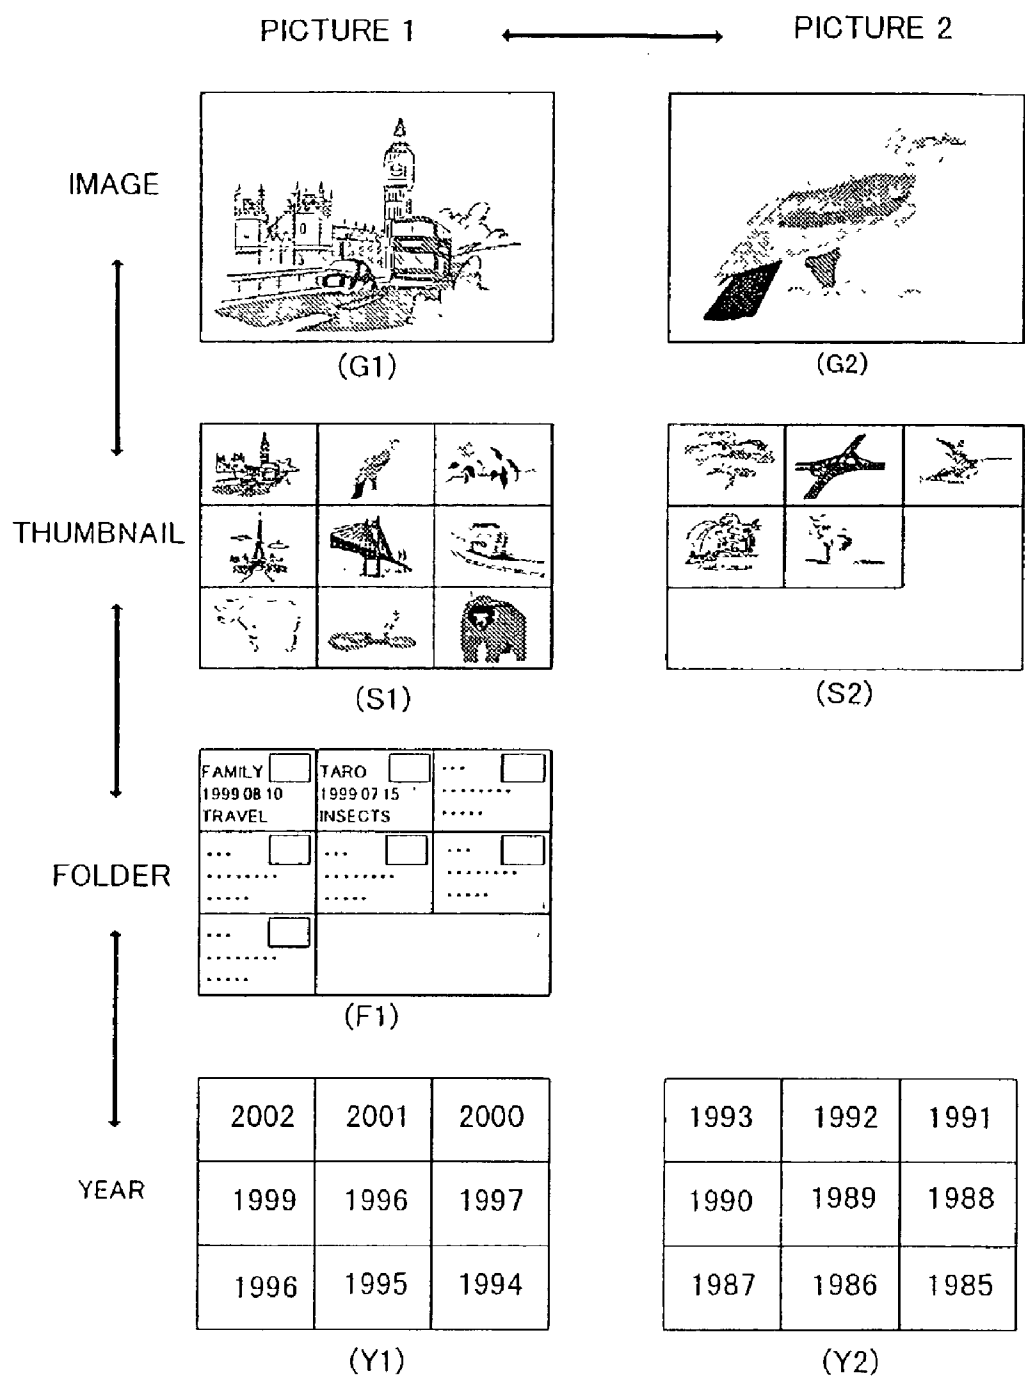 PICTURE 1
PICTURE 2
IMAGE
(G1)
(G2)
THUMBNAIL
(S1)
(S2)
FOLDER
FAMILY
1999 08 10
TRAVEL
TARO
1999 07 15
INSECTS
... 
........
.....
...
........
.....
...
........
.....
...
........
.....
...
........
.....
(F1)
YEAR
2002 2001 2000
1999 1996 1997
1996 1995 1994
(Y1)
1993 1992 1991
1990 1989 1988
1987 1986 1985
(Y2)